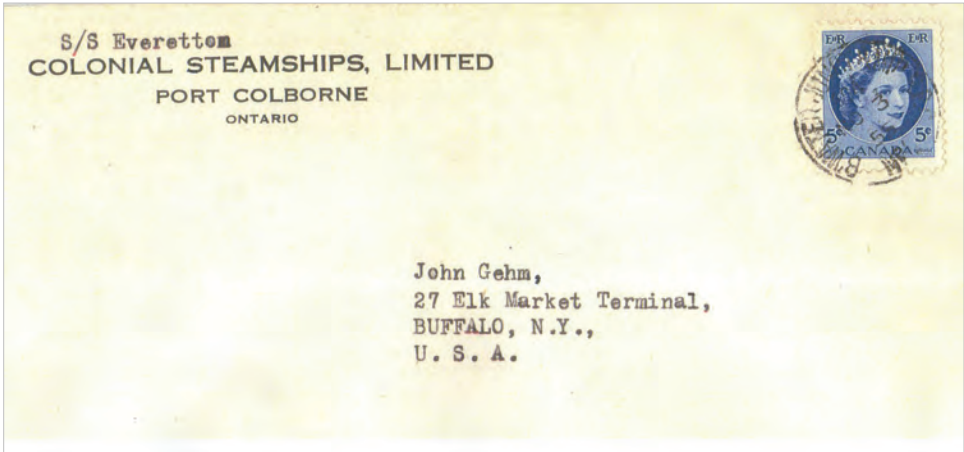 S/S Everettom
COLONIAL STEAMSHIPS, LIMITED
PORT COLBORNE
ONTARIO
E R E R
5¢ 5¢
CANADA
John Gehm,
27 Elk Market Terminal,
BUFFALO, N.Y.,
U. S. A.